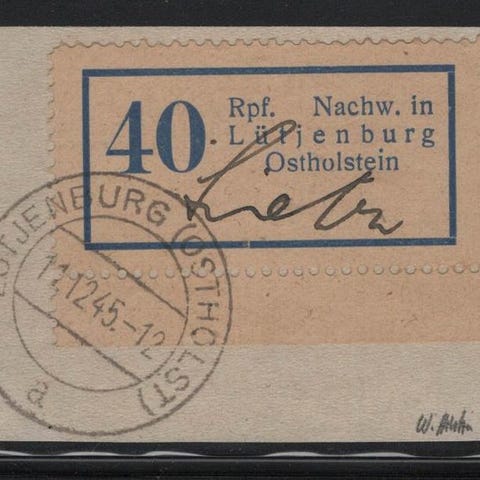 40 Rpf. Nachw. in
Lütjenburg
Ostholstein
LÜTJENBURG (OSTHOLST)
11.12.45.-12
a
W.